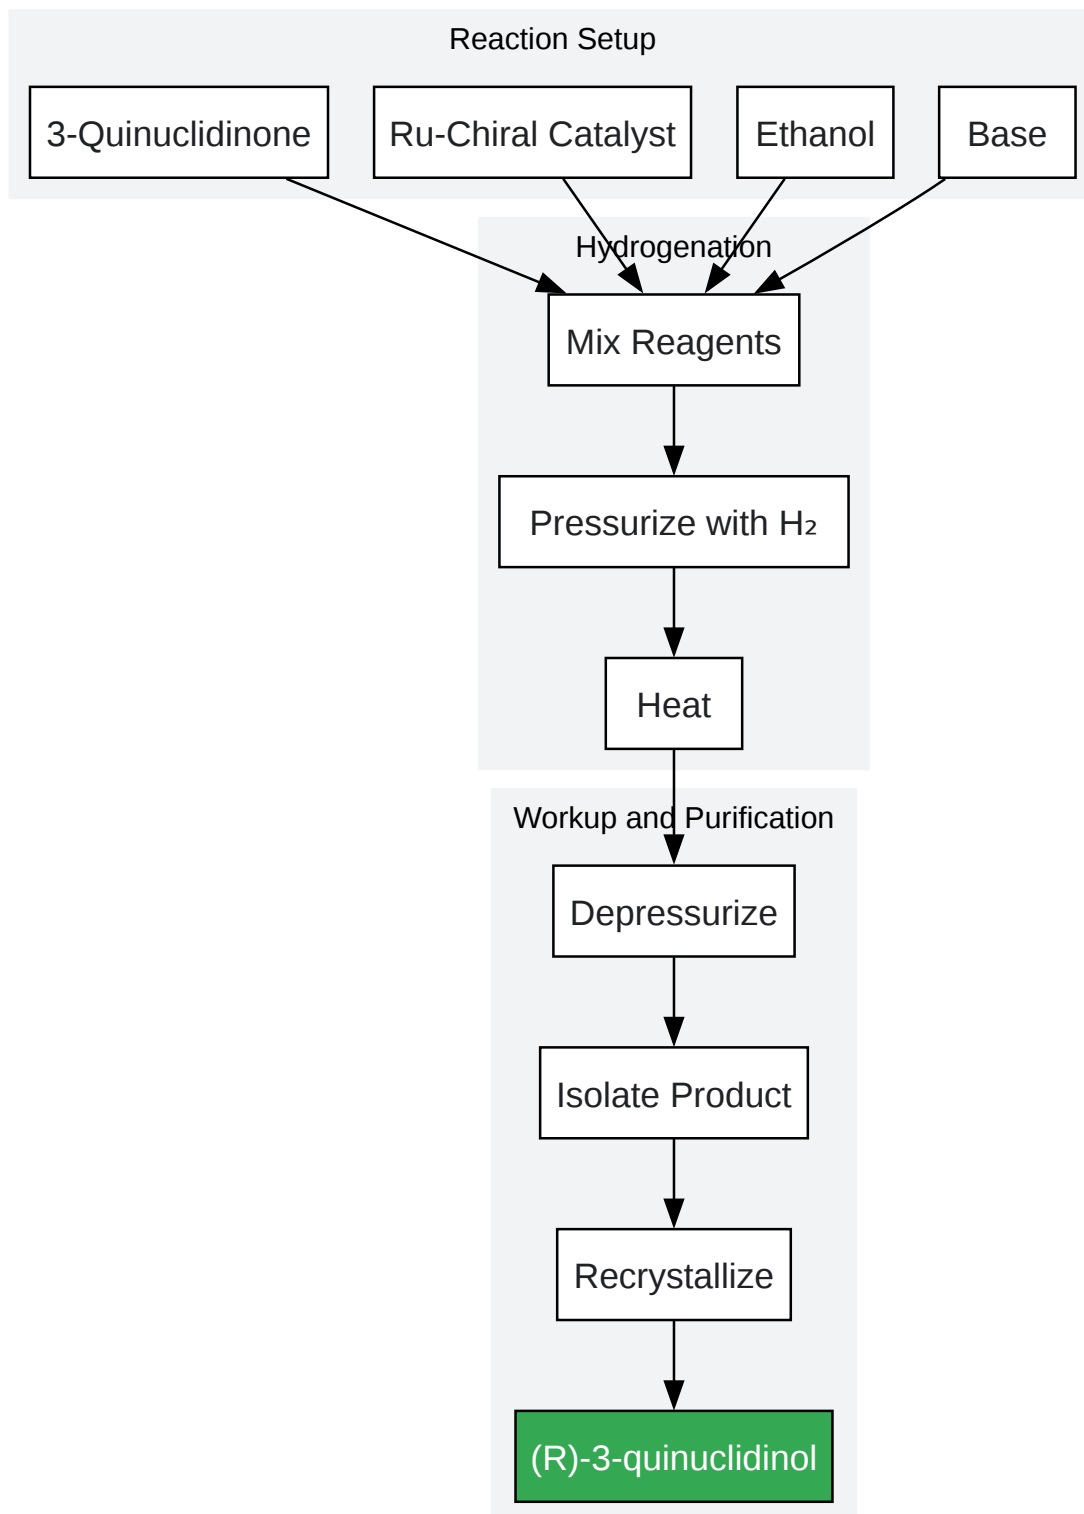 Reaction Setup
3-Quinuclidinone
Ru-Chiral Catalyst
Ethanol
Base
Hydrogenation
Mix Reagents
Pressurize with H₂
Heat
Workup and Purification
Depressurize
Isolate Product
Recrystallize
(R)-3-quinuclidinol